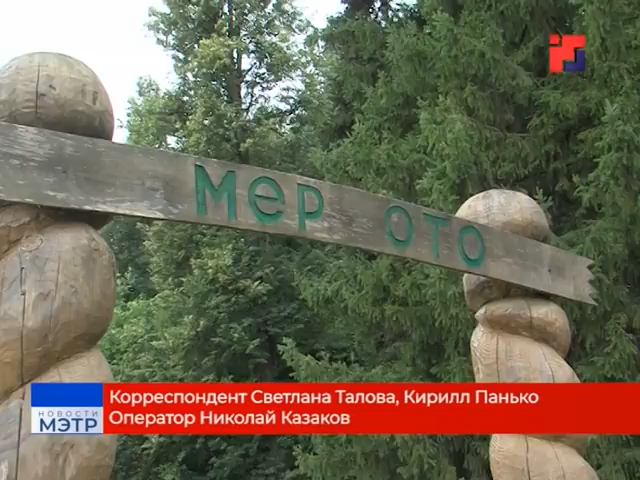 мер ото
Корреспондент Светлана Талова, Кирилл Панько
Оператор Николай Казаков
НОВОСТИ
МЭТР